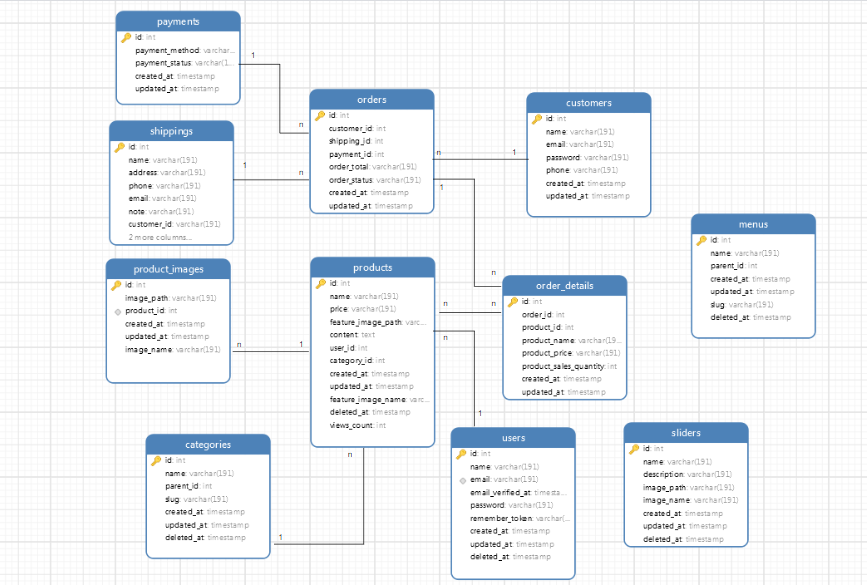 payments
id: int
payment_method: varchar...
payment_status: varchar(1...
created_at: timestamp
updated_at: timestamp
1
n
orders
id: int
customer_id: int
shipping_id: int
payment_id: int
order_total: varchar(191)
order_status: varchar(191)
created_at: timestamp
updated_at: timestamp
customers
id: int
name: varchar(191)
email: varchar(191)
password: varchar(191)
phone: varchar(191)
created_at: timestamp
updated_at: timestamp
n
1
shippings
id: int
name: varchar(191)
address: varchar(191)
phone: varchar(191)
email: varchar(191)
note: varchar(191)
customer_id: varchar(191)
2 more columns...
1
n
1
n
menus
id: int
name: varchar(191)
parent_id: int
created_at: timestamp
updated_at: timestamp
slug: varchar(191)
deleted_at: timestamp
product_images
id: int
image_path: varchar(191)
product_id: int
created_at: timestamp
updated_at: timestamp
image_name: varchar(191)
n
1
products
id: int
name: varchar(191)
price: varchar(191)
feature_image_path: varc...
content: text
user_id: int
category_id: int
created_at: timestamp
updated_at: timestamp
feature_image_name: varc...
deleted_at: timestamp
views_count: int
n
n
order_details
id: int
order_id: int
product_id: int
product_name: varchar(19...
product_price: varchar(191)
product_sales_quantity: int
created_at: timestamp
updated_at: timestamp
n
1
categories
id: int
name: varchar(191)
parent_id: int
slug: varchar(191)
created_at: timestamp
updated_at: timestamp
deleted_at: timestamp
n
1
users
id: int
name: varchar(191)
email: varchar(191)
email_verified_at: timesta...
password: varchar(191)
remember_token: varchar(...
created_at: timestamp
updated_at: timestamp
deleted_at: timestamp
sliders
id: int
name: varchar(191)
description: varchar(191)
image_path: varchar(191)
image_name: varchar(191)
created_at: timestamp
updated_at: timestamp
deleted_at: timestamp